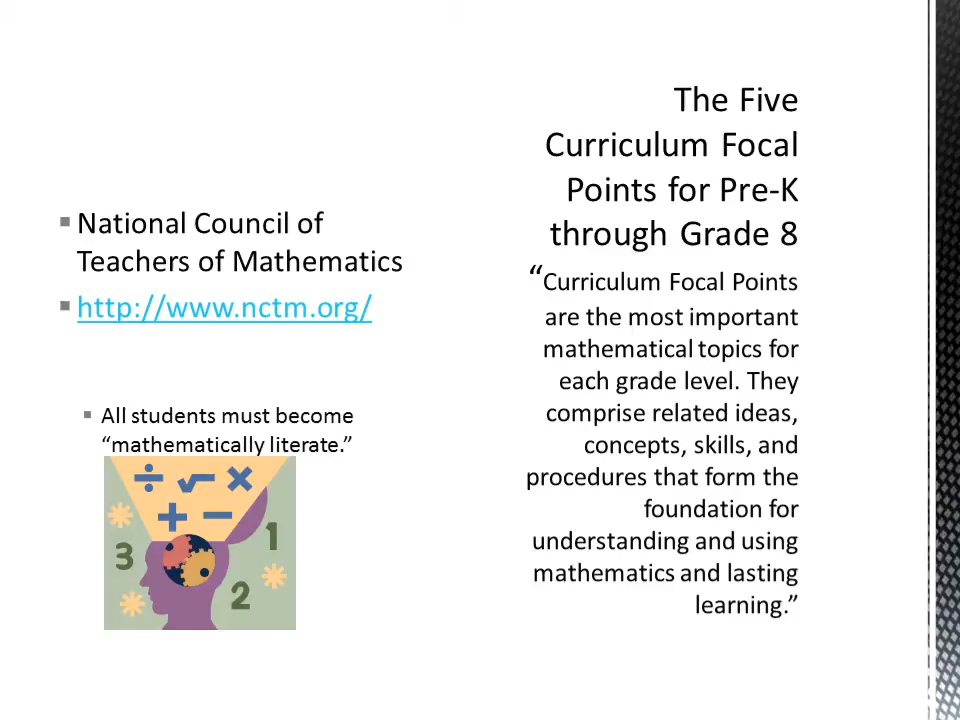 The Five
Curriculum Focal
Points for Pre-K
through Grade 8
“Curriculum Focal Points
are the most important
mathematical topics for
each grade level. They
comprise related ideas,
concepts, skills, and
procedures that form the
foundation for
understanding and using
mathematics and lasting
learning.”
▪ National Council of
Teachers of Mathematics
▪ http://www.nctm.org/
▪ All students must become
“mathematically literate.”
÷ √ ×
+ −
3
1
2